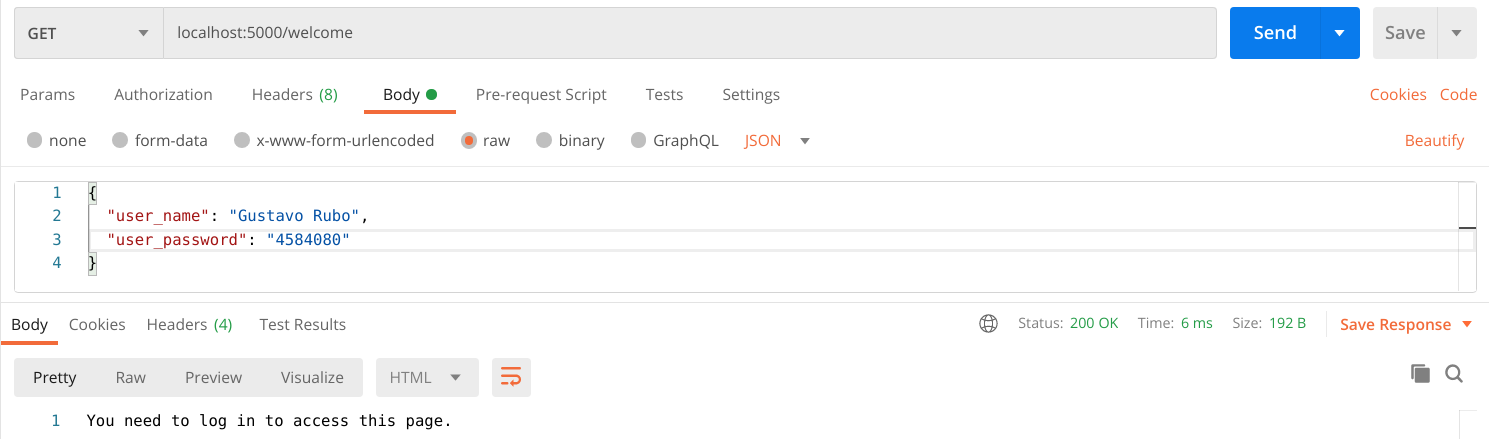 GET localhost:5000/welcome Send Save
Params Authorization Headers (8) Body Pre-request Script Tests Settings Cookies Code
none form-data x-www-form-urlencoded raw binary GraphQL JSON Beautify
1 {
2 "user_name": "Gustavo Rubo",
3 "user_password": "4584080"
4 }
Body Cookies Headers (4) Test Results Status: 200 OK Time: 6 ms Size: 192 B Save Response
Pretty Raw Preview Visualize HTML
1 You need to log in to access this page.